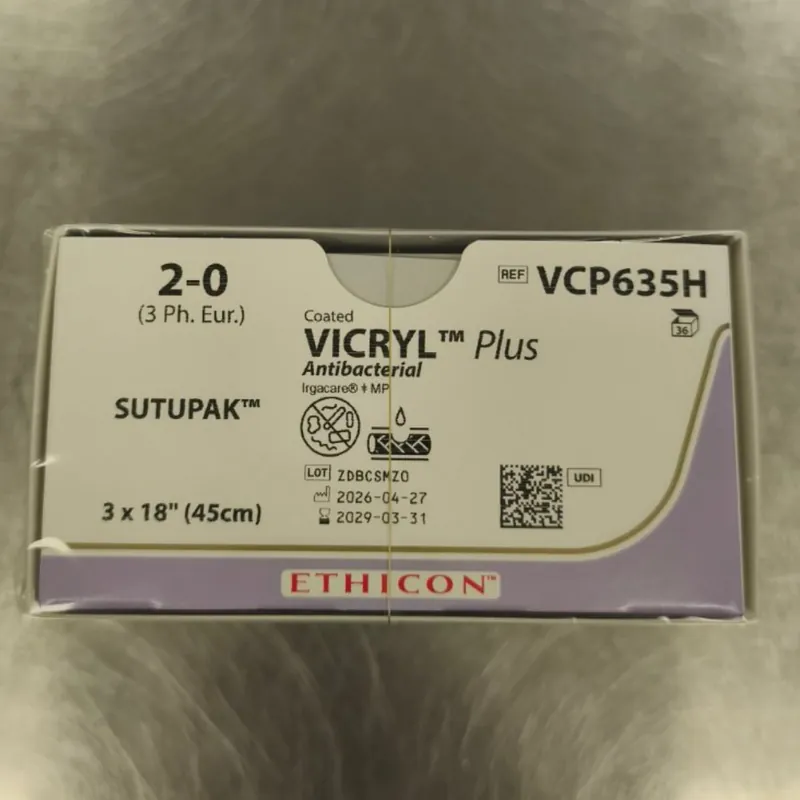 2-0
(3 Ph. Eur.)
REF VCP635H
36
Coated
VICRYL™ Plus
Antibacterial
Irgacare® MP
SUTUPAK™
LOT ZDBCSMZ0
2026-04-27
2029-03-31
UDI
3 x 18" (45cm)
ETHICON™